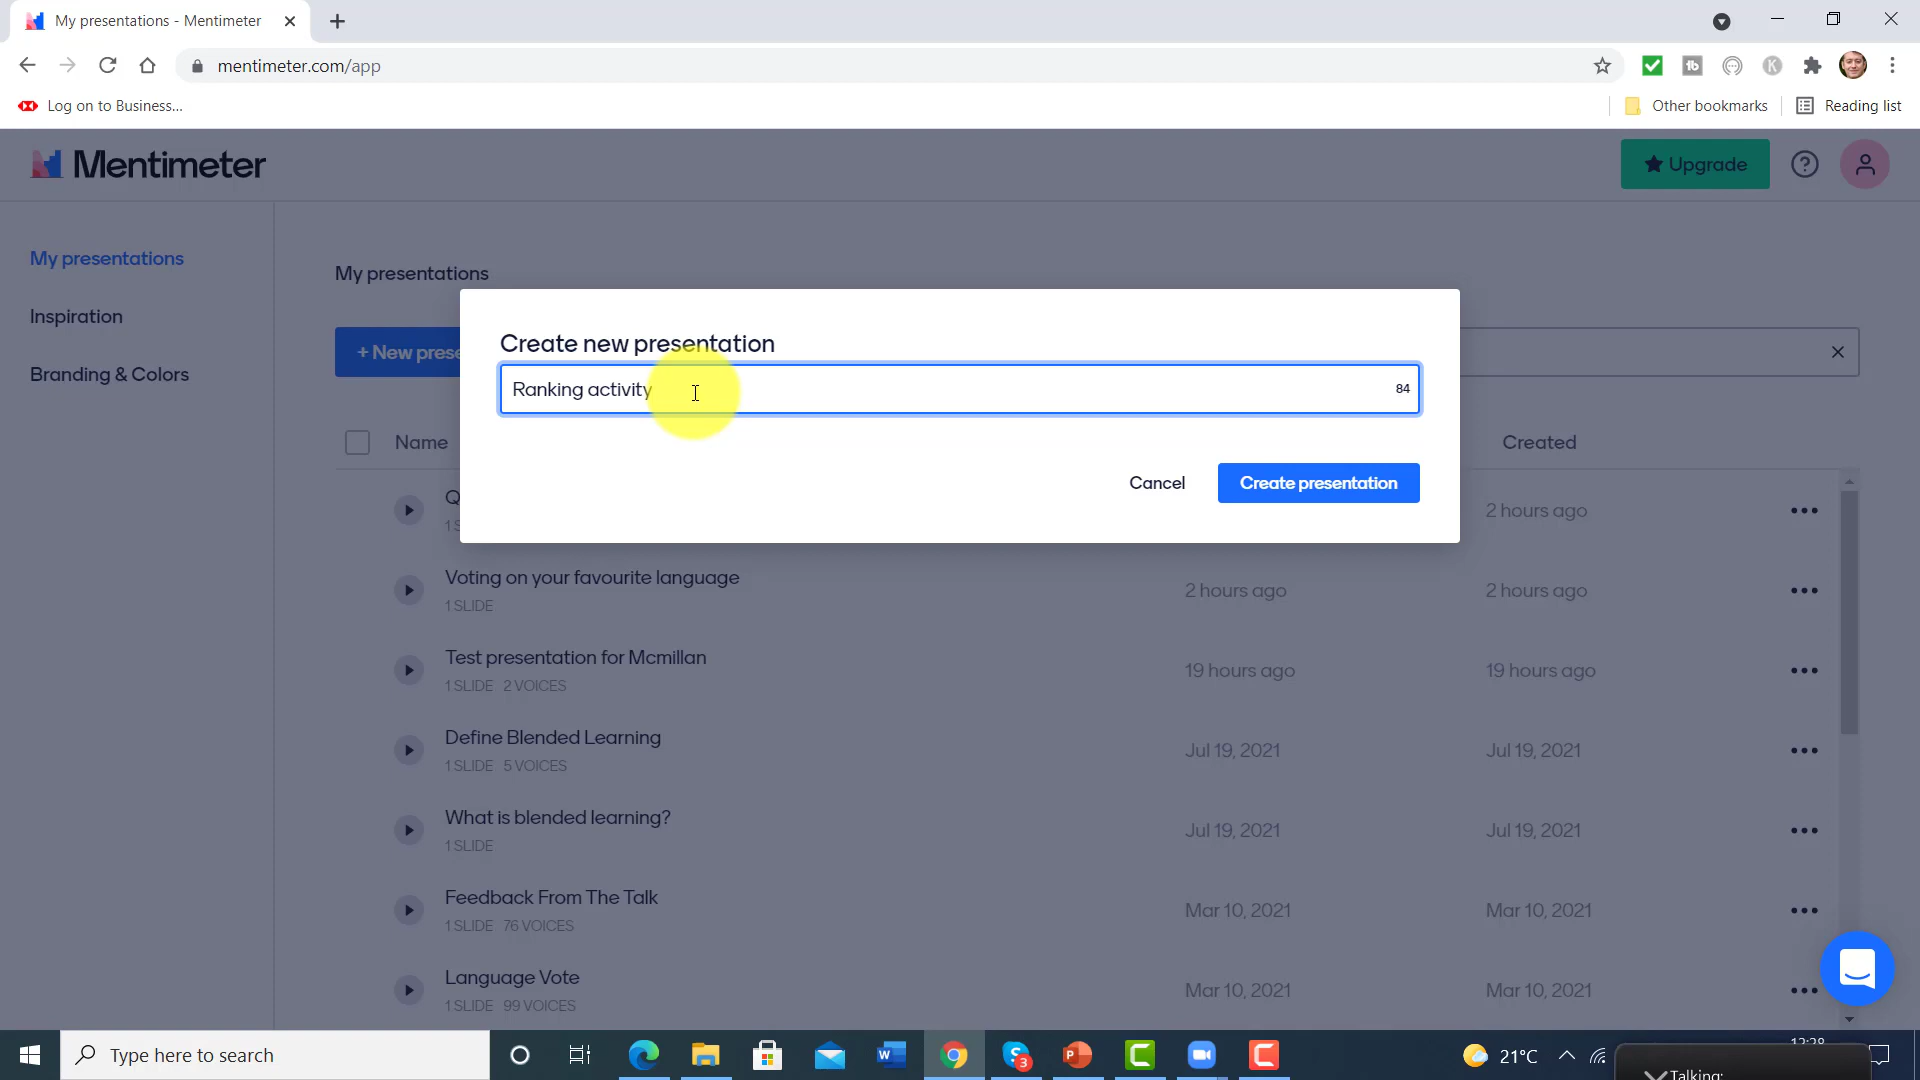 My presentations - Mentimeter
mentimeter.com/app
Log on to Business...
Other bookmarks
Reading list
Mentimeter
Upgrade
My presentations
Inspiration
Branding & Colors
My presentations
+ New prese
Create new presentation
Ranking activity
84
Cancel
Create presentation
Name
Created
Q
1 S
2 hours ago
Voting on your favourite language
1 SLIDE
2 hours ago
2 hours ago
Test presentation for Mcmillan
1 SLIDE 2 VOICES
19 hours ago
19 hours ago
Define Blended Learning
1 SLIDE 5 VOICES
Jul 19, 2021
Jul 19, 2021
What is blended learning?
1 SLIDE
Jul 19, 2021
Jul 19, 2021
Feedback From The Talk
1 SLIDE 76 VOICES
Mar 10, 2021
Mar 10, 2021
Language Vote
1 SLIDE 99 VOICES
Mar 10, 2021
Mar 10, 2021
Type here to search
3
21°C
Talking: